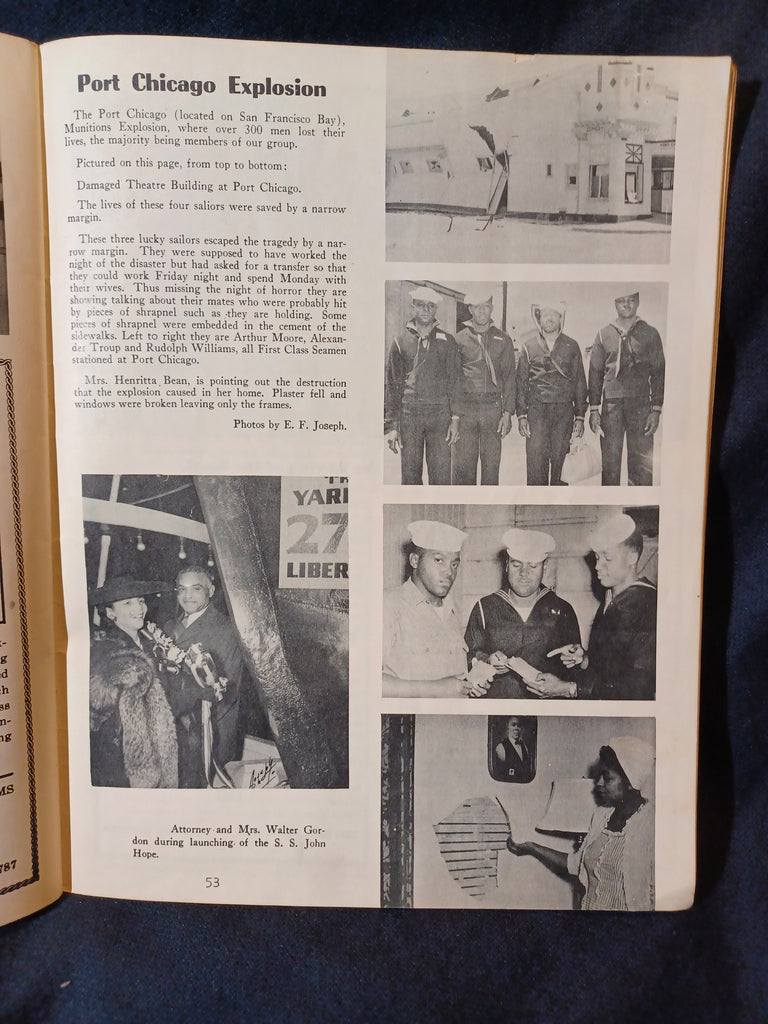 Port Chicago Explosion
The Port Chicago (located on San Francisco Bay),
Munitions Explosion, where over 300 men lost their
lives, the majority being members of our group.
Pictured on this page, from top to bottom:
Damaged Theatre Building at Port Chicago.
The lives of these four saliors were saved by a narrow
margin.
These three lucky sailors escaped the tragedy by a nar-
row margin. They were supposed to have worked the
night of the disaster but had asked for a transfer so that
they could work Friday night and spend Monday with
their wives. Thus missing the night of horror they are
showing talking about their mates who were probably hit
by pieces of shrapnel such as they are holding. Some
pieces of shrapnel were embedded in the cement of the
sidewalks. Left to right they are Arthur Moore, Alexan-
der Troup and Rudolph Williams, all First Class Seamen
stationed at Port Chicago.
Mrs. Henritta Bean, is pointing out the destruction
that the explosion caused in her home. Plaster fell and
windows were broken leaving only the frames.
Photos by E. F. Joseph.
YAR
27
LIBER
Attorney and Mrs. Walter Gor-
don during launching of the S. S. John
Hope.
53
MS
787